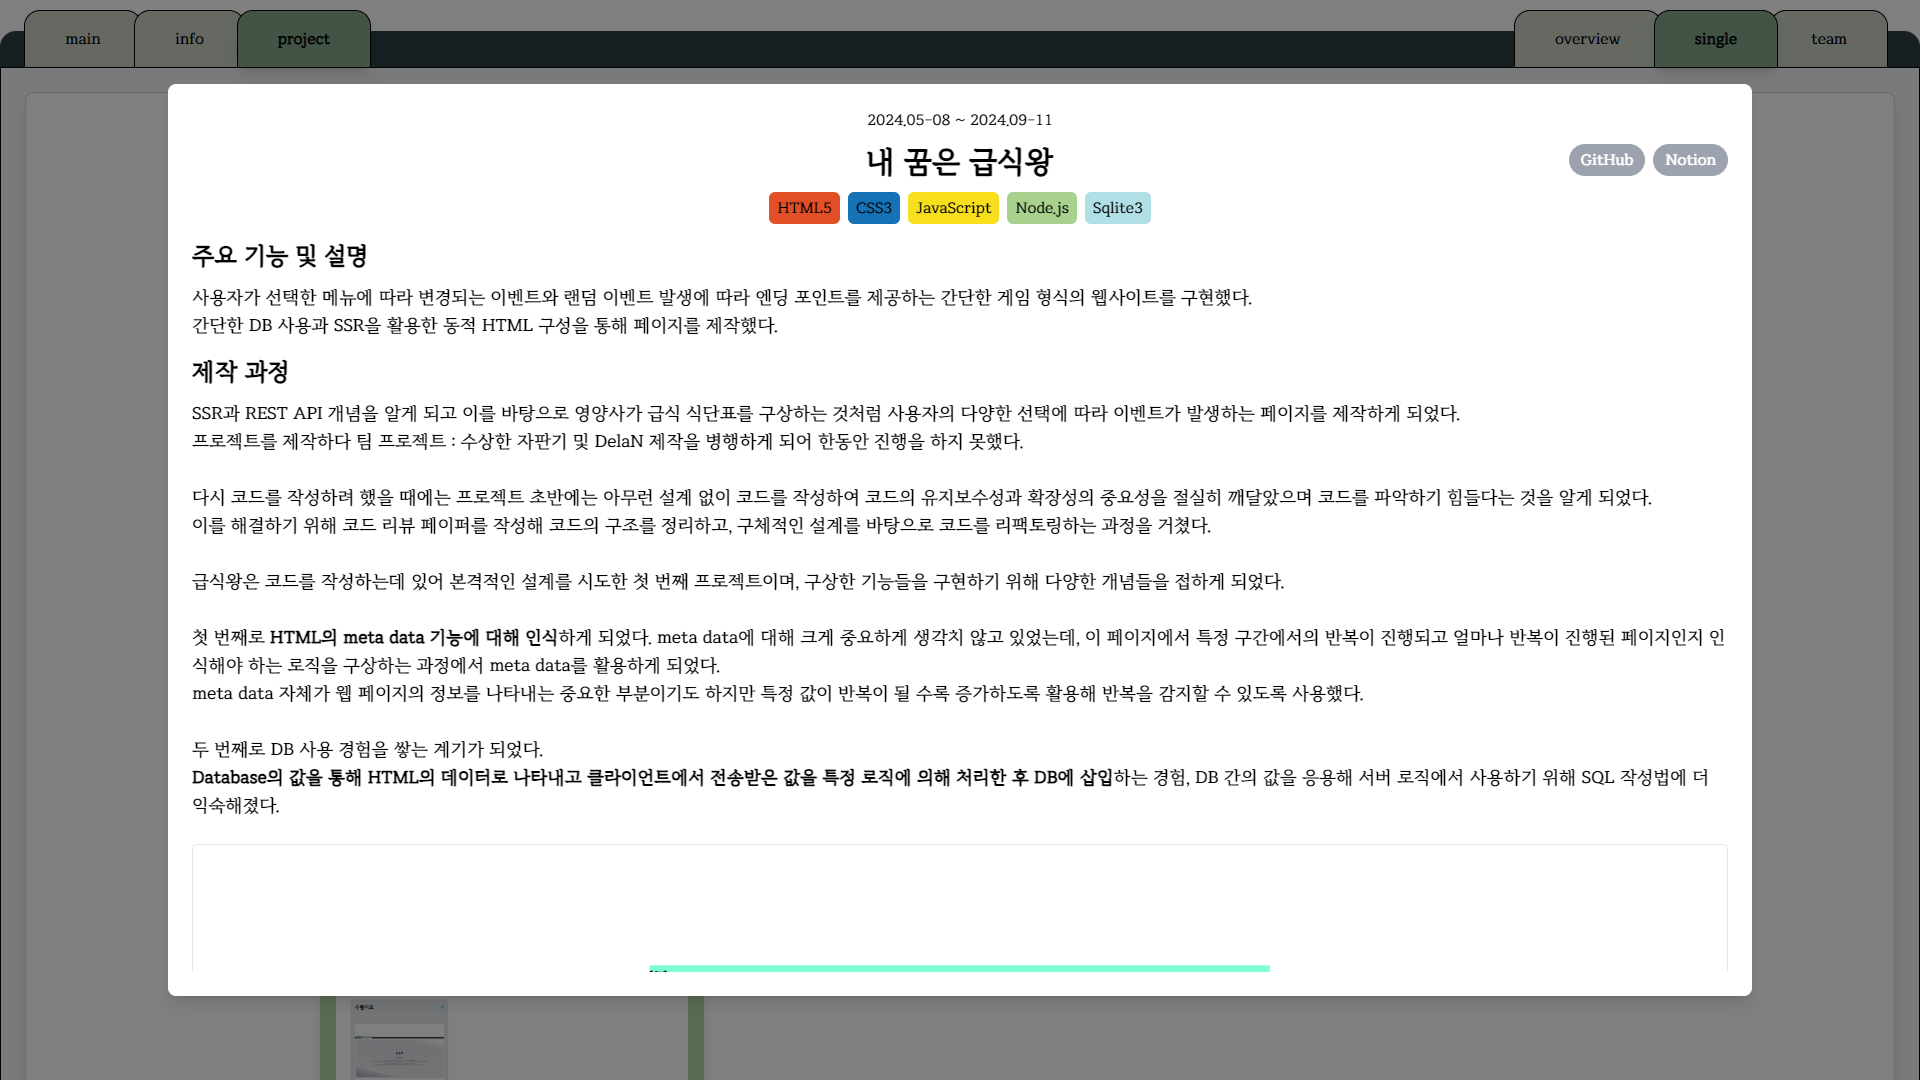 main
info
project
overview
single
team
2024.05-08 ~ 2024.09-11
내 꿈은 급식왕
GitHub
Notion
HTML5
CSS3
JavaScript
Node.js
Sqlite3
주요 기능 및 설명
사용자가 선택한 메뉴에 따라 변경되는 이벤트와 랜덤 이벤트 발생에 따라 엔딩 포인트를 제공하는 간단한 게임 형식의 웹사이트를 구현했다.
간단한 DB 사용과 SSR을 활용한 동적 HTML 구성을 통해 페이지를 제작했다.
제작 과정
SSR과 REST API 개념을 알게 되고 이를 바탕으로 영양사가 급식 식단표를 구상하는 것처럼 사용자의 다양한 선택에 따라 이벤트가 발생하는 페이지를 제작하게 되었다.
프로젝트를 제작하다 팀 프로젝트 : 수상한 자판기 및 DelaN 제작을 병행하게 되어 한동안 진행을 하지 못했다.
다시 코드를 작성하려 했을 때에는 프로젝트 초반에는 아무런 설계 없이 코드를 작성하여 코드의 유지보수성과 확장성의 중요성을 절실히 깨달았으며 코드를 파악하기 힘들다는 것을 알게 되었다.
이를 해결하기 위해 코드 리뷰 페이퍼를 작성해 코드의 구조를 정리하고, 구체적인 설계를 바탕으로 코드를 리팩토링하는 과정을 거쳤다.
급식왕은 코드를 작성하는데 있어 본격적인 설계를 시도한 첫 번째 프로젝트이며, 구상한 기능들을 구현하기 위해 다양한 개념들을 접하게 되었다.
첫 번째로 HTML의 meta data 기능에 대해 인식하게 되었다. meta data에 대해 크게 중요하게 생각치 않고 있었는데, 이 페이지에서 특정 구간에서의 반복이 진행되고 얼마나 반복이 진행된 페이지인지 인
식해야 하는 로직을 구상하는 과정에서 meta data를 활용하게 되었다.
meta data 자체가 웹 페이지의 정보를 나타내는 중요한 부분이기도 하지만 특정 값이 반복이 될 수록 증가하도록 활용해 반복을 감지할 수 있도록 사용했다.
두 번째로 DB 사용 경험을 쌓는 계기가 되었다.
Database의 값을 통해 HTML의 데이터로 나타내고 클라이언트에서 전송받은 값을 특정 로직에 의해 처리한 후 DB에 삽입하는 경험, DB 간의 값을 응용해 서버 로직에서 사용하기 위해 SQL 작성법에 더
익숙해졌다.